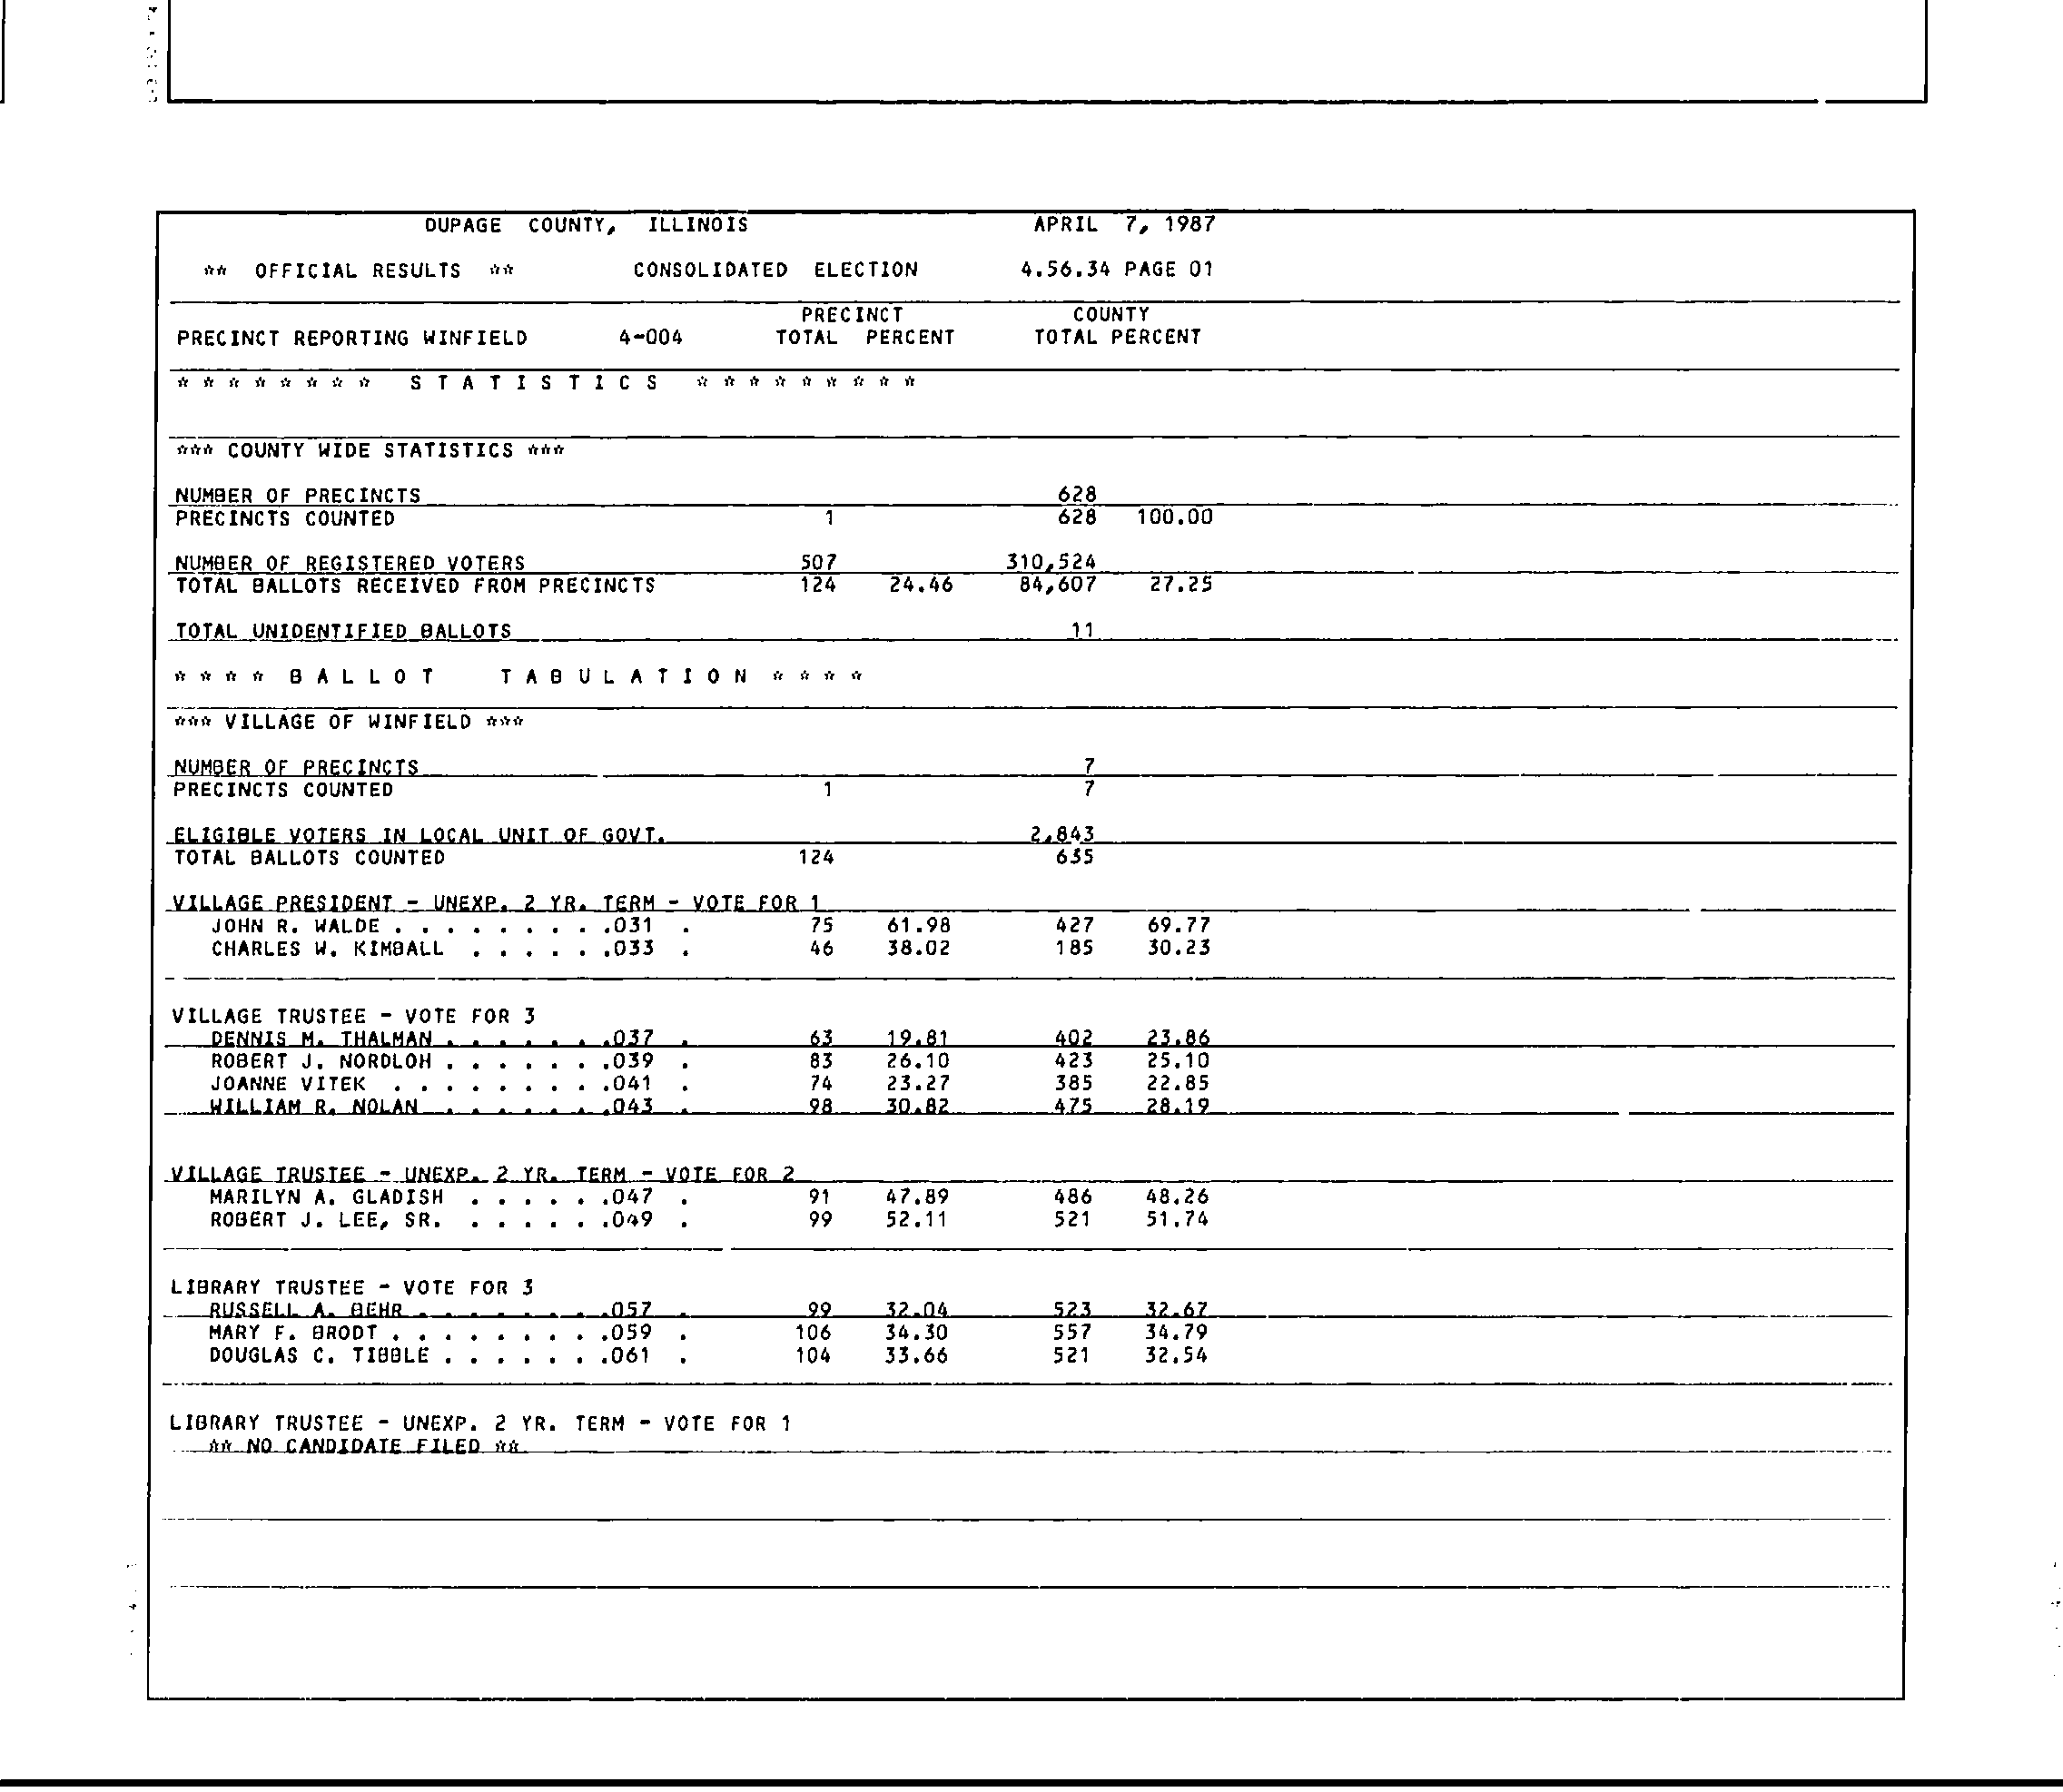 DUPAGE COUNTY, ILLINOIS APRIL 7, 1987
** OFFICIAL RESULTS ** CONSOLIDATED ELECTION 4.56.34 PAGE 01
PRECINCT COUNTY
PRECINCT REPORTING WINFIELD 4-004 TOTAL PERCENT TOTAL PERCENT
* * * * * * * * S T A T I S T I C S * * * * * * * * *
*** COUNTY WIDE STATISTICS ***
NUMBER OF PRECINCTS 628
PRECINCTS COUNTED 1 628 100.00
NUMBER OF REGISTERED VOTERS 507 310,524
TOTAL BALLOTS RECEIVED FROM PRECINCTS 124 24.46 84,607 27.25
TOTAL UNIDENTIFIED BALLOTS 11
* * * * B A L L O T T A B U L A T I O N * * * *
*** VILLAGE OF WINFIELD ***
NUMBER OF PRECINCTS 7
PRECINCTS COUNTED 1 7
ELIGIBLE VOTERS IN LOCAL UNIT OF GOVT. 2,843
TOTAL BALLOTS COUNTED 124 635
VILLAGE PRESIDENT - UNEXP. 2 YR. TERM - VOTE FOR 1
JOHN R. WALDE . . . . . . . . .031 . 75 61.98 427 69.77
CHARLES W. KIMBALL . . . . . .033 . 46 38.02 185 30.23
VILLAGE TRUSTEE - VOTE FOR 3
DENNIS M. THALMAN . . . . . . .037 . 63 19.81 402 23.86
ROBERT J. NORDLOH . . . . . . .039 . 83 26.10 423 25.10
JOANNE VITEK . . . . . . . . .041 . 74 23.27 385 22.85
WILLIAM R. NOLAN . . . . . . .043 . 98 30.82 475 28.19
VILLAGE TRUSTEE - UNEXP. 2 YR. TERM - VOTE FOR 2
MARILYN A. GLADISH . . . . . .047 . 91 47.89 486 48.26
ROBERT J. LEE, SR. . . . . . .049 . 99 52.11 521 51.74
LIBRARY TRUSTEE - VOTE FOR 3
RUSSELL A. BEHR . . . . . . . .057 . 99 32.04 523 32.67
MARY F. BRODT . . . . . . . . .059 . 106 34.30 557 34.79
DOUGLAS C. TIBBLE . . . . . . .061 . 104 33.66 521 32.54
LIBRARY TRUSTEE - UNEXP. 2 YR. TERM - VOTE FOR 1
** NO CANDIDATE FILED **